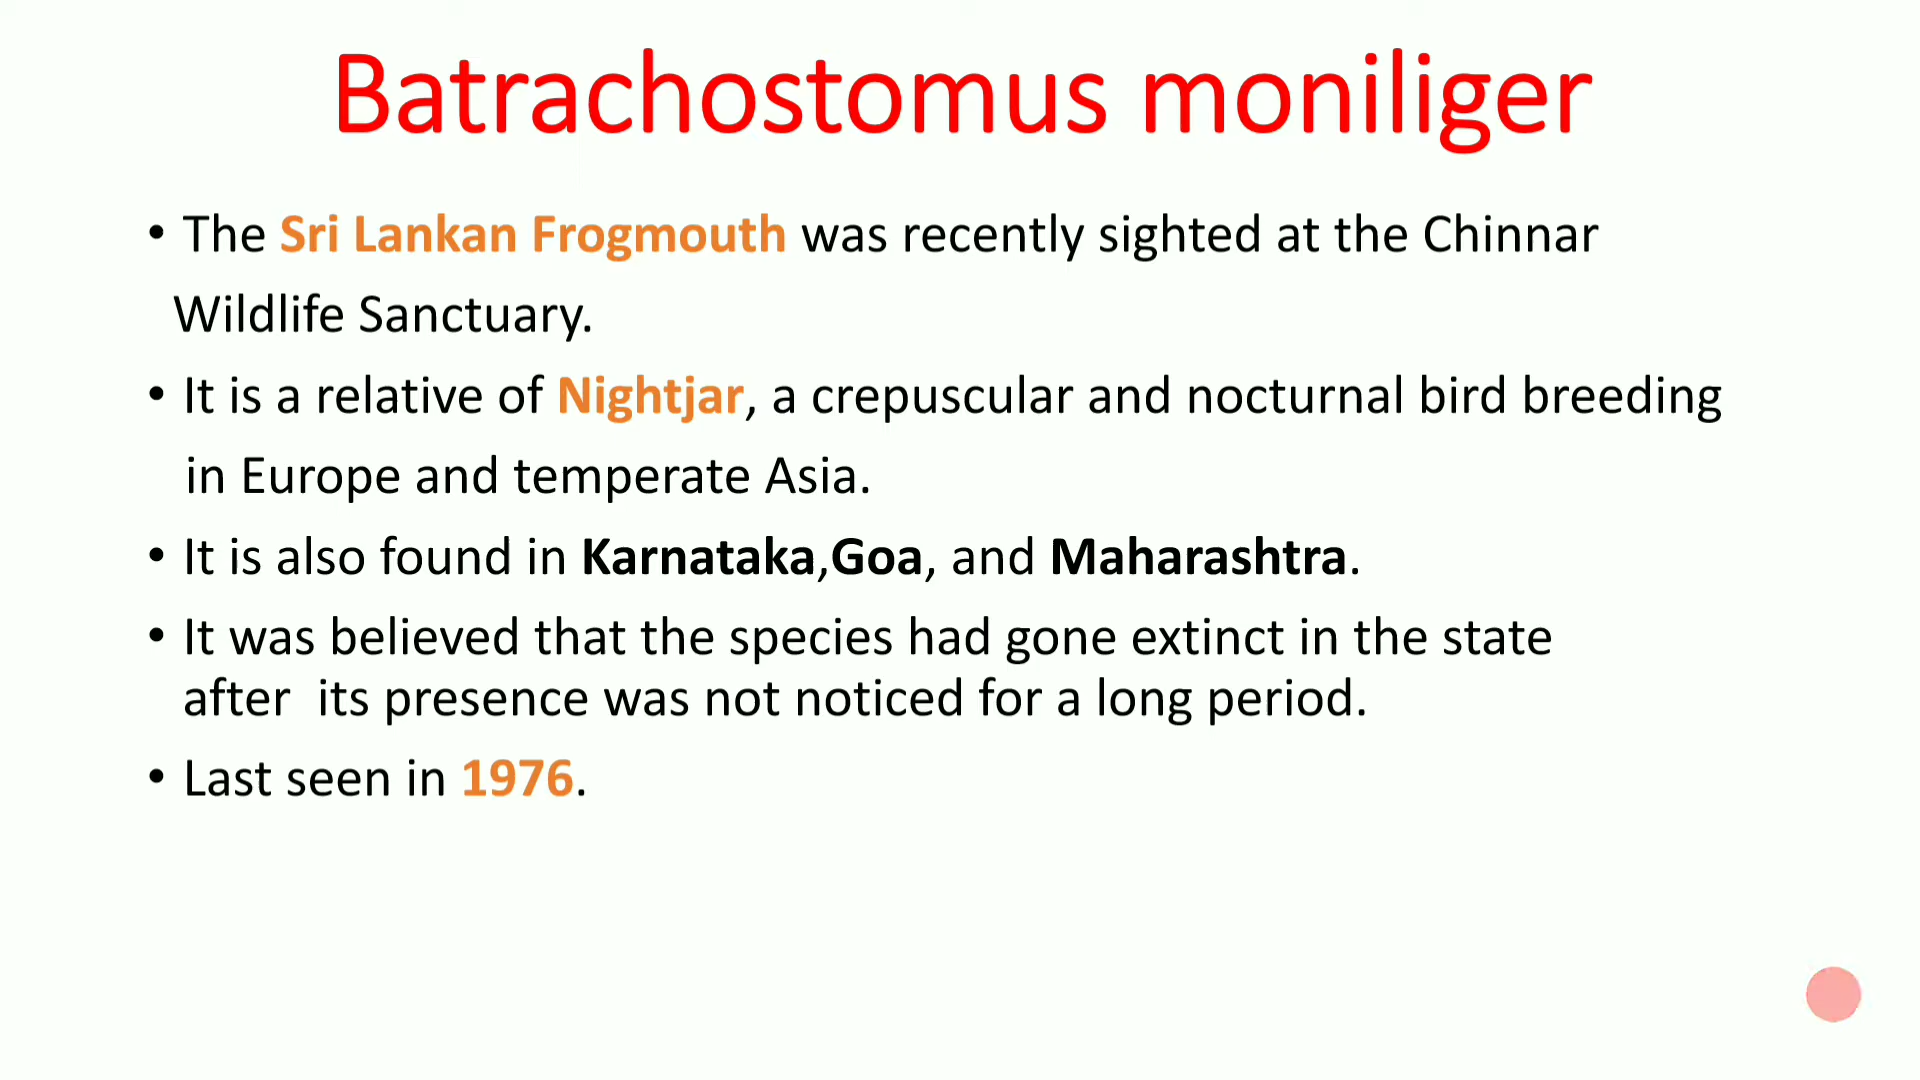 Batrachostomus moniliger
• The Sri Lankan Frogmouth was recently sighted at the Chinnar
Wildlife Sanctuary.
• It is a relative of Nightjar, a crepuscular and nocturnal bird breeding
in Europe and temperate Asia.
• It is also found in Karnataka,Goa, and Maharashtra.
• It was believed that the species had gone extinct in the state
after  its presence was not noticed for a long period.
• Last seen in 1976.